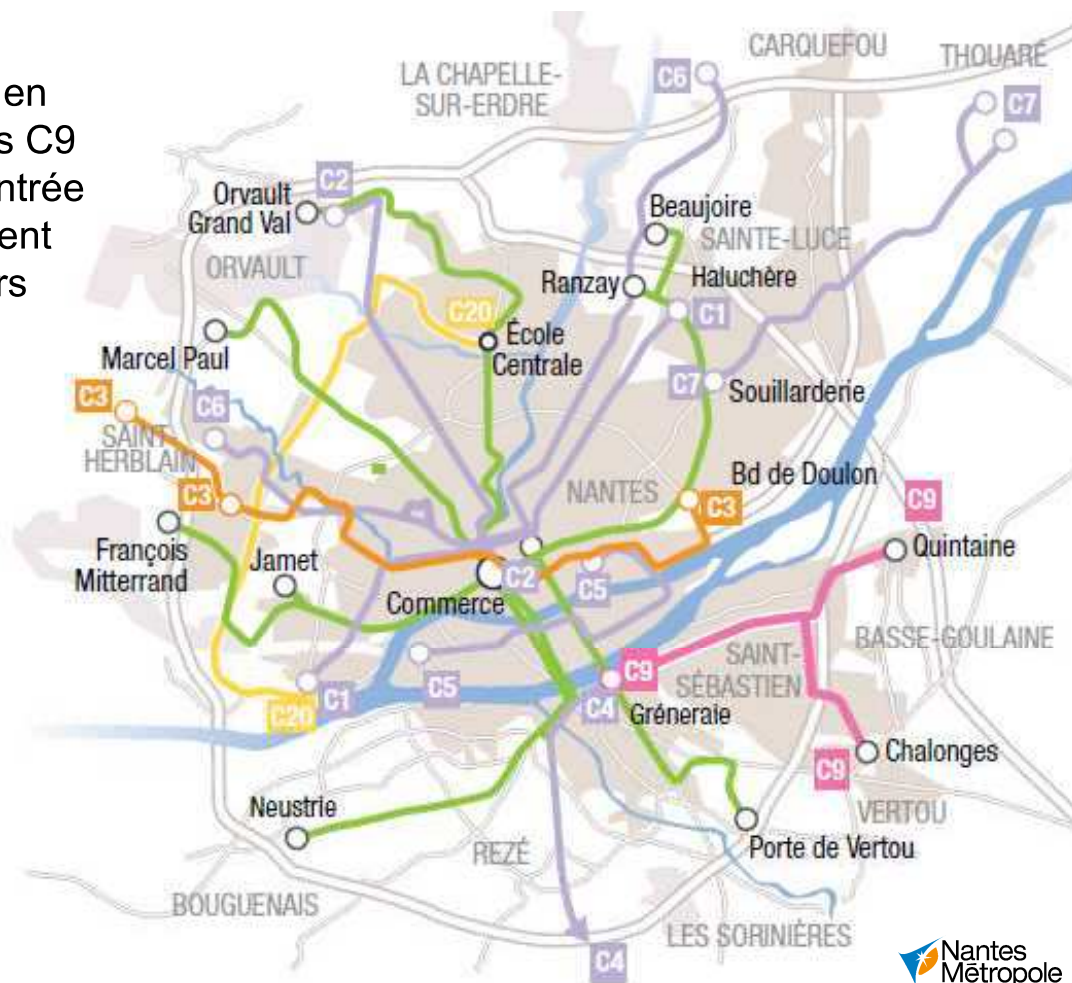 en
s C9
ntrée
ent
rs
CARQUEFOU
THOUARÉ
LA CHAPELLE-
SUR-ERDRE
C6
C7
C2
Orvault
Grand Val
ORVAULT
Beaujoire
SAINTE-LUCE
Ranzay
Haluchère
C1
C20
École
Centrale
Marcel Paul
C3
C6
SAINT
HERBLAIN
C7
Souillarderie
C3
NANTES
Bd de Doulon
C3
C9
Quintaine
François
Mitterrand
Jamet
Commerce
C2
C5
BASSE-GOULAINE
SAINT-
SÉBASTIEN
C9
C5
C1
C20
C4
Gréneraie
C9
Chalonges
VERTOU
Neustrie
Porte de Vertou
REZÉ
BOUGUENAIS
LES SORINIÈRES
C4
Nantes
Métropole